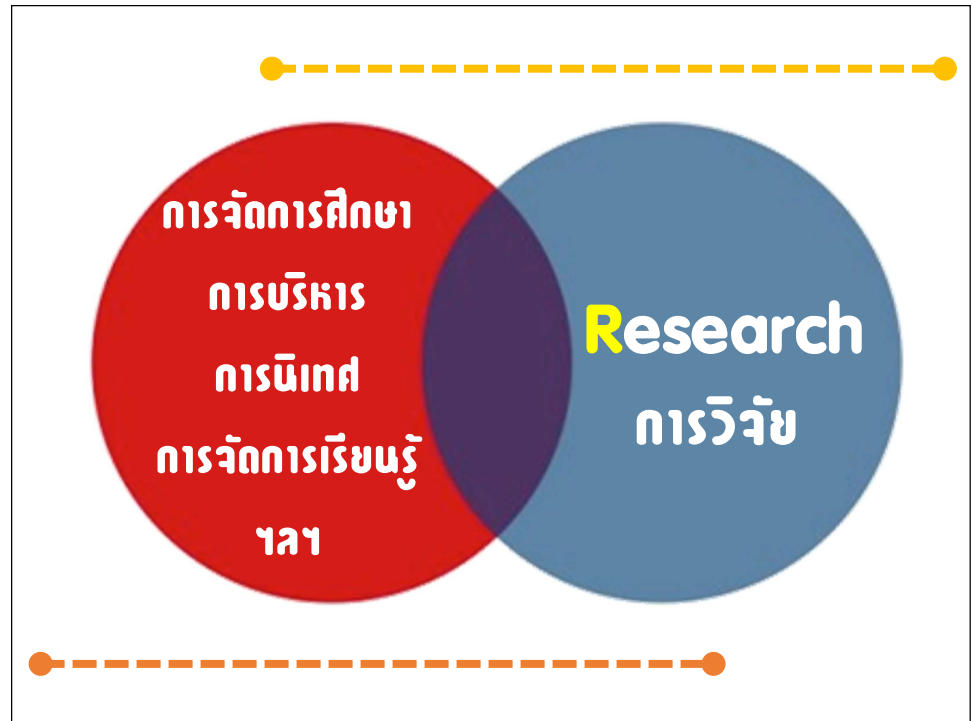 การจัดการศึกษา
การบริหาร
การนิเทศ
การจัดการเรียนรู้
ฯลฯ
Research
การวิจัย